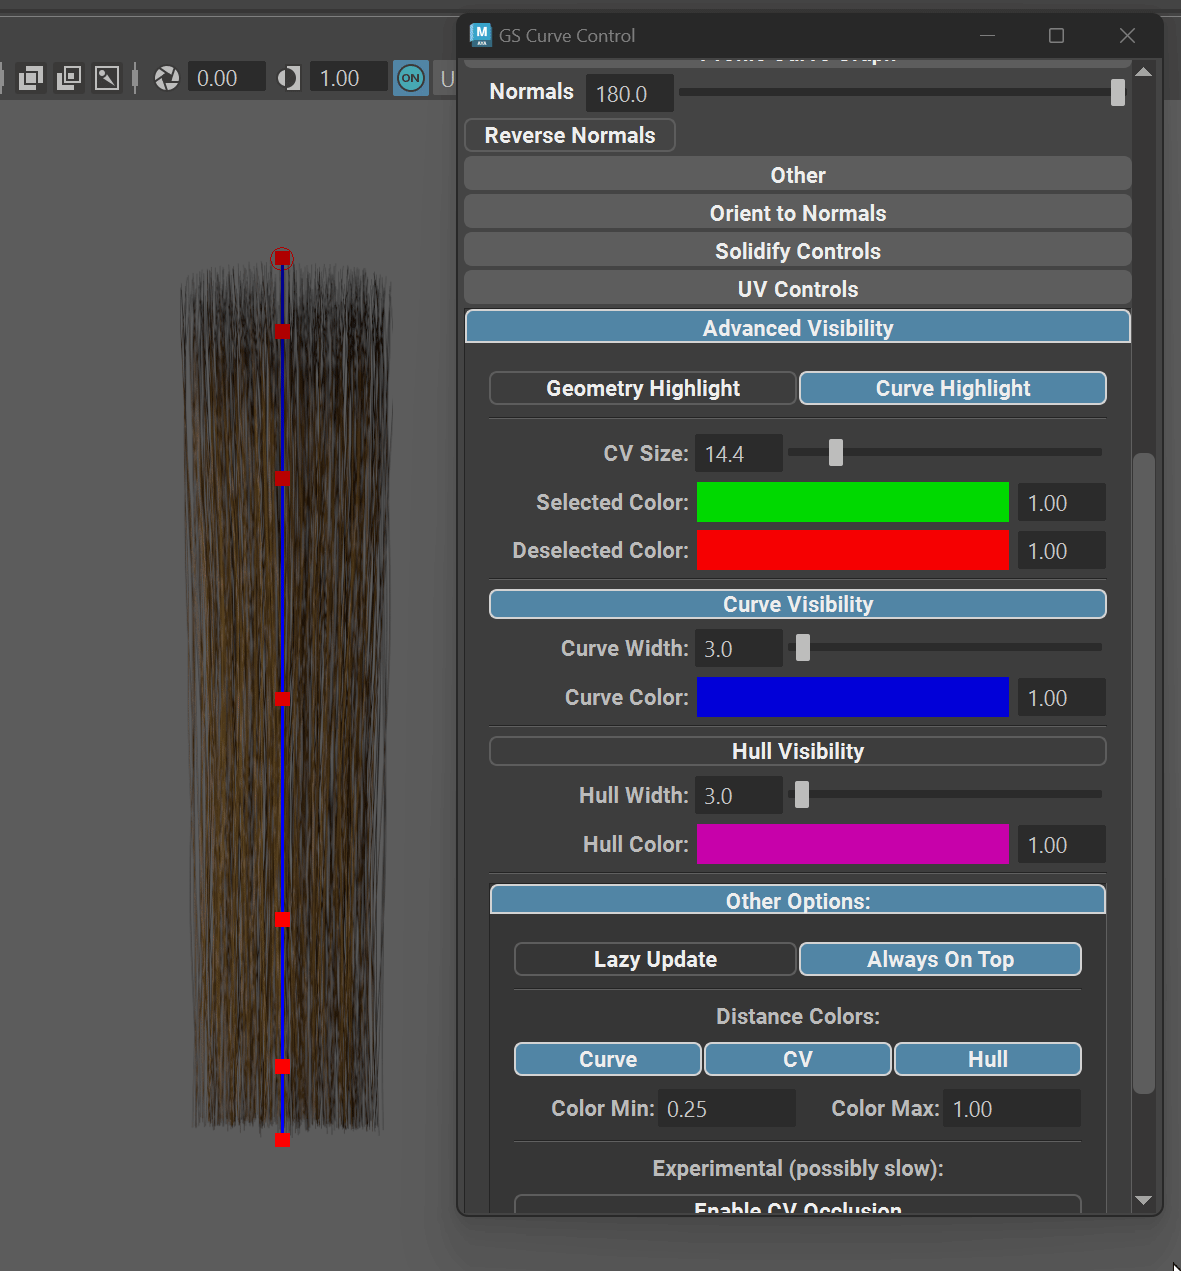 GS Curve Control
0.00
1.00
ON
U
Profile Curve Graph
Normals 180.0
Reverse Normals
Other
Orient to Normals
Solidify Controls
UV Controls
Advanced Visibility
Geometry Highlight Curve Highlight
CV Size: 14.4
Selected Color: 1.00
Deselected Color: 1.00
Curve Visibility
Curve Width: 3.0
Curve Color: 1.00
Hull Visibility
Hull Width: 3.0
Hull Color: 1.00
Other Options:
Lazy Update Always On Top
Distance Colors:
Curve CV Hull
Color Min: 0.25 Color Max: 1.00
Experimental (possibly slow):
Enable CV Occlusion